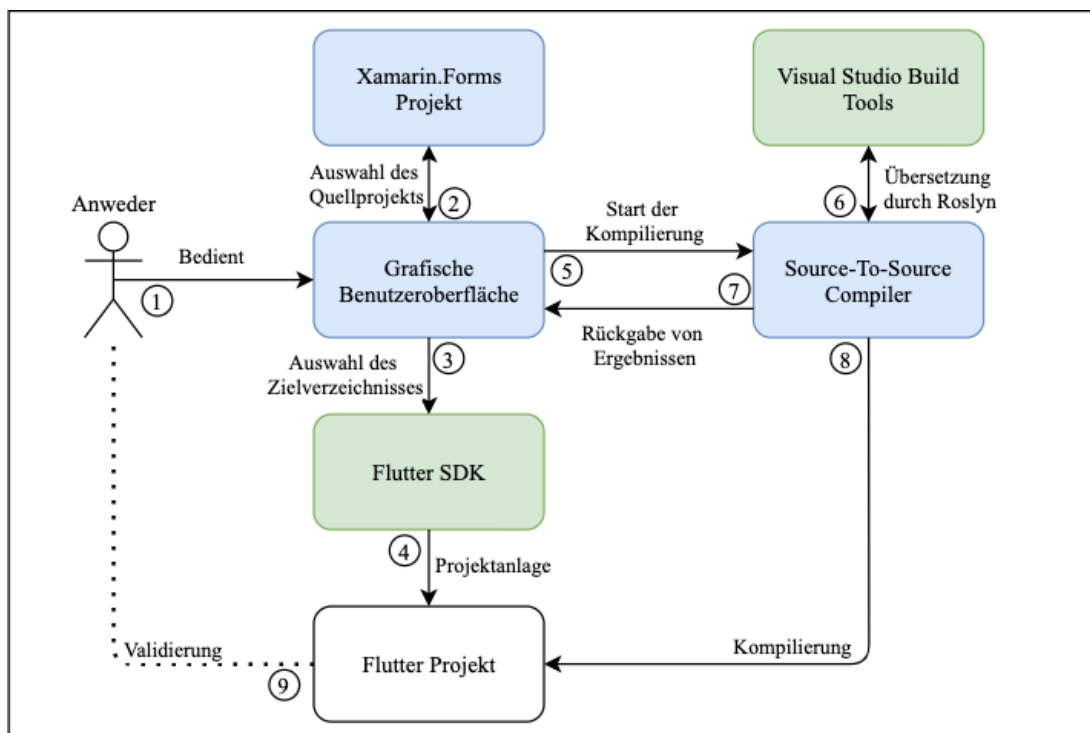 Xamarin.Forms
Projekt
Visual Studio Build
Tools
Auswahl des
Quellprojekts
2
6
Übersetzung
durch Roslyn
Anweder
Bedient
1
Grafische
Benutzeroberfläche
Start der
Kompilierung
5
7
Source-To-Source
Compiler
Rückgabe von
Ergebnissen
Auswahl des
Zielverzeichnisses
3
8
Flutter SDK
4
Projektanlage
Validierung
9
Flutter Projekt
Kompilierung